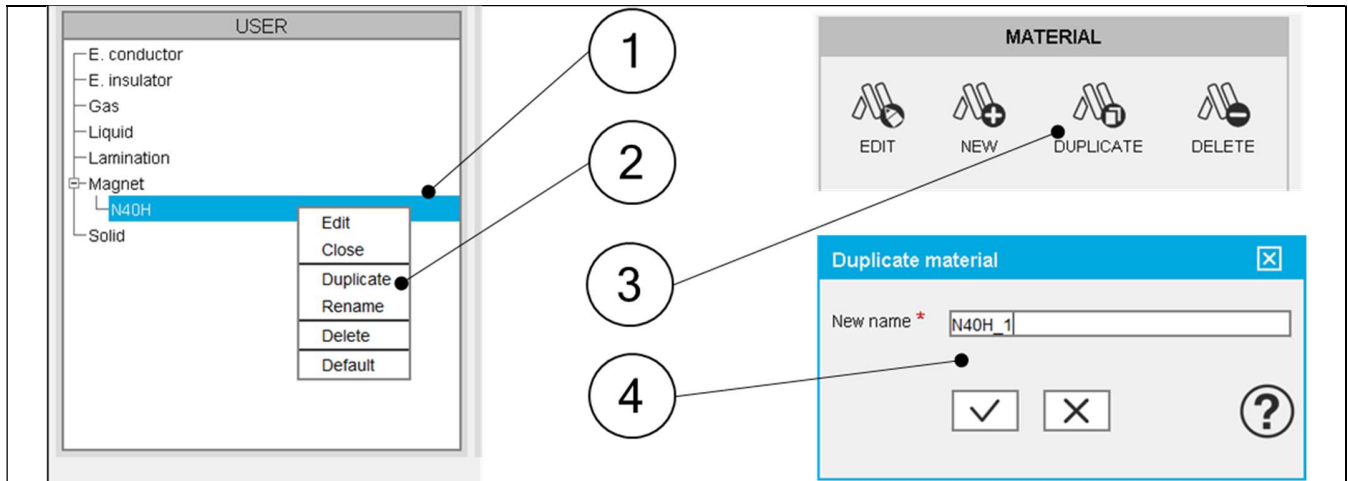 USER
E. conductor
E. insulator
Gas
Liquid
Lamination
Magnet
N40H
Solid
Edit
Close
Duplicate
Rename
Delete
Default
1
2
3
4
MATERIAL
EDIT NEW DUPLICATE DELETE
Duplicate material
New name * N40H_1
?